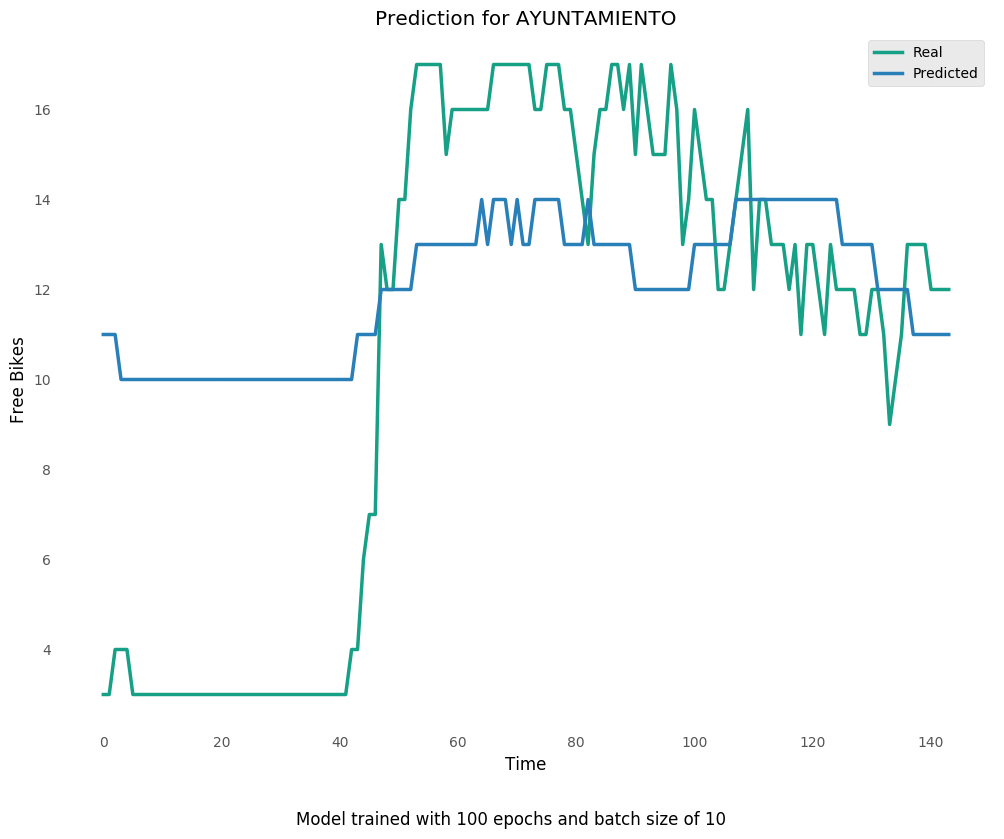 Prediction for AYUNTAMIENTO
Real
Predicted
16
14
12
10
8
6
4
Free Bikes
0 20 40 60 80 100 120 140
Time
Model trained with 100 epochs and batch size of 10